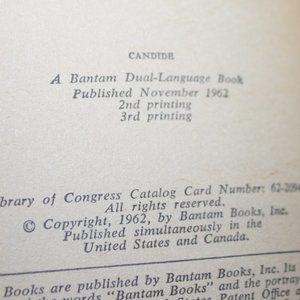 CANDIDE
A Bantam Dual-Language Book
Published November 1962
2nd printing
3rd printing
Library of Congress Catalog Card Number:
All rights reserved.
© Copyright, 1962, by Bantam Books, Inc.
Published simultaneously in the
United States and Canada.
Books are published by Bantam Books, Inc. Its
words "Bantam Books" and the
Patent Office